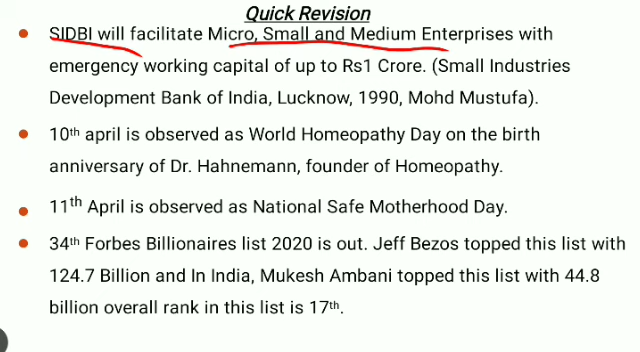 Quick Revision
• SIDBI will facilitate Micro, Small and Medium Enterprises with
emergency working capital of up to Rs1 Crore. (Small Industries
Development Bank of India, Lucknow, 1990, Mohd Mustufa).
• 10th april is observed as World Homeopathy Day on the birth
anniversary of Dr. Hahnemann, founder of Homeopathy.
• 11th April is observed as National Safe Motherhood Day.
• 34th Forbes Billionaires list 2020 is out. Jeff Bezos topped this list with
124.7 Billion and In India, Mukesh Ambani topped this list with 44.8
billion overall rank in this list is 17th.